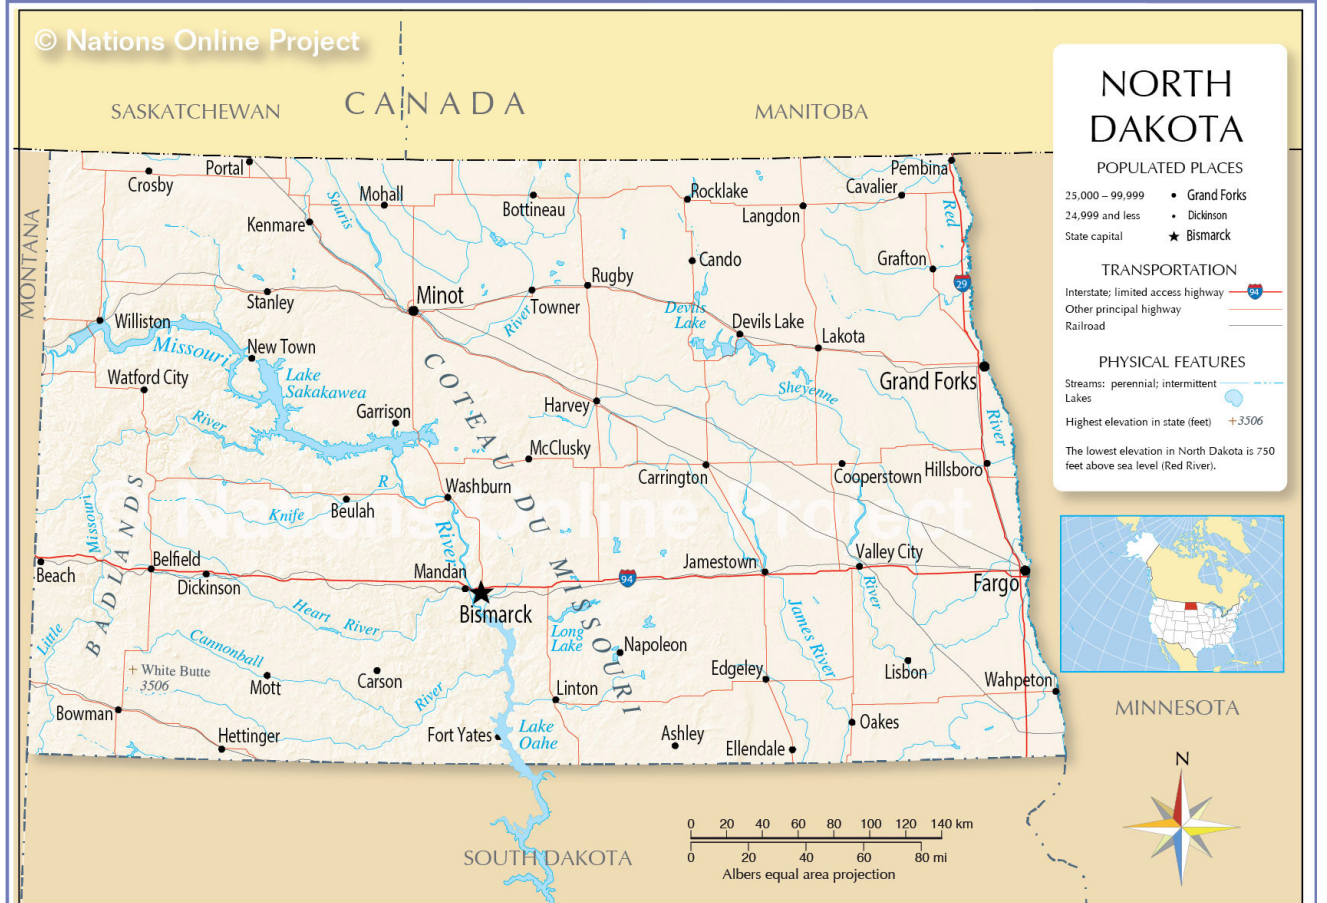 © Nations Online Project
CANADA
SASKATCHEWAN
MANITOBA
MONTANA
MINNESOTA
SOUTH DAKOTA
NORTH
DAKOTA
POPULATED PLACES
25,000 – 99,999 • Grand Forks
24,999 and less • Dickinson
State capital ★ Bismarck
TRANSPORTATION
Interstate; limited access highway 94
Other principal highway
Railroad
PHYSICAL FEATURES
Streams: perennial; intermittent
Lakes
Highest elevation in state (feet) +3506
The lowest elevation in North Dakota is 750
feet above sea level (Red River).
Portal
Crosby
Mohall
Kenmare
Souris
Bottineau
Rocklake
Langdon
Cavalier
Pembina
Red
Cando
Grafton
29
Rugby
Stanley
Minot
Towner
River
Devils
Lake
Devils Lake
Lakota
Williston
Missouri
New Town
Lake
Sakakawea
Watford City
Grand Forks
Sheyenne
River
Garrison
Harvey
River
McClusky
COTEAU DU MISSOURI
Carrington
Cooperstown
Hillsboro
R
Washburn
Beulah
Knife
Missouri
River
BADLANDS
© Nations Online Project
Belfield
Beach
Dickinson
Mandan
Bismarck
94
Jamestown
Valley City
Fargo
River
Heart River
Little
Cannonball
Long
Lake
Napoleon
James River
White Butte
3506
Mott
Carson
River
Linton
Edgeley
Lisbon
Wahpeton
Bowman
Hettinger
Fort Yates
Lake
Oahe
Ashley
Ellendale
Oakes
N
0 20 40 60 80 100 120 140 km
0 20 40 60 80 mi
Albers equal area projection